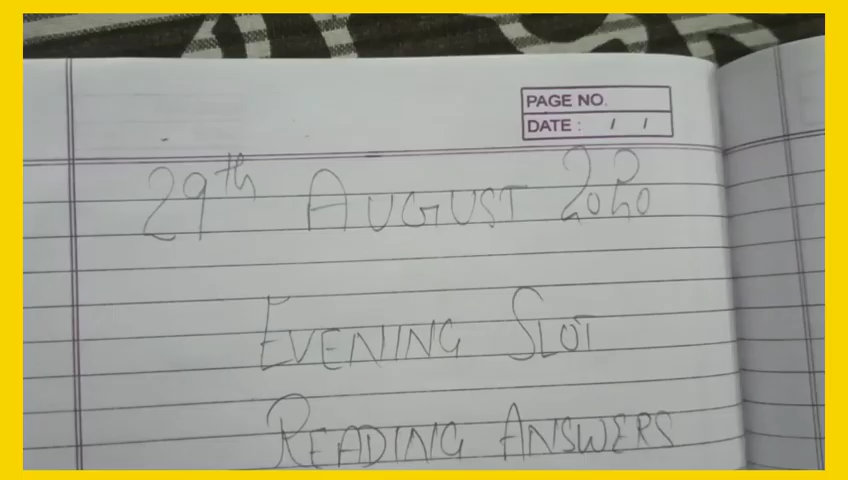 PAGE NO.
DATE : / /
29th AUGUST 2020
EVENING SLOT
READING ANSWERS